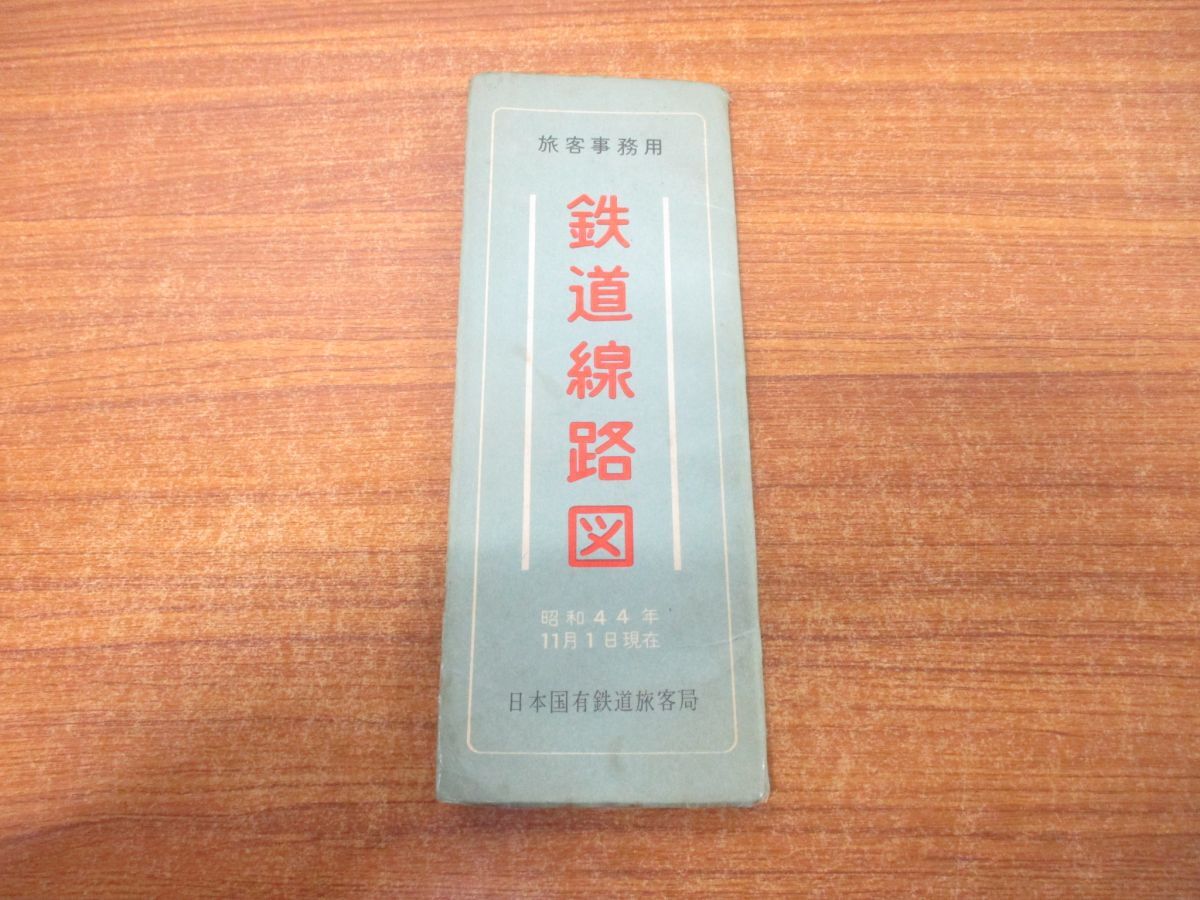 旅客事務用
鉄道線路図
昭和44年
11月1日現在
日本国有鉄道旅客局